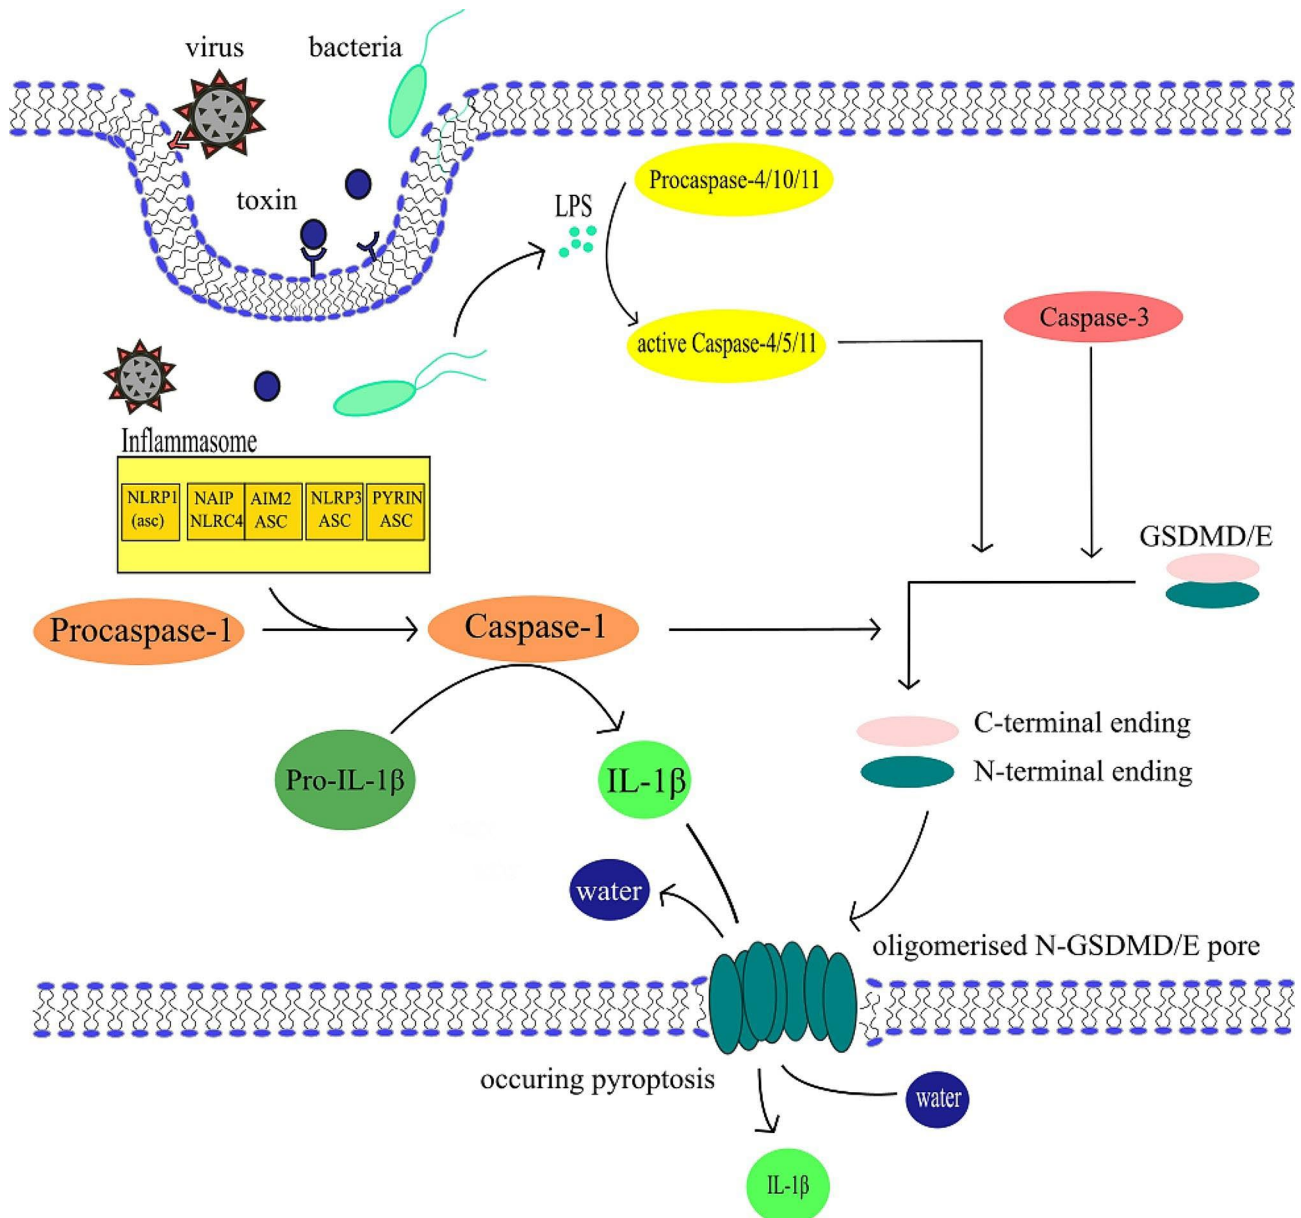 virus
bacteria
toxin
LPS
Procaspase-4/10/11
active Caspase-4/5/11
Caspase-3
Inflammasome
NLRP1
(asc)
NAIP
NLRC4
AIM2
ASC
NLRP3
ASC
PYRIN
ASC
GSDMD/E
Procaspase-1
Caspase-1
C-terminal ending
N-terminal ending
Pro-IL-1β
IL-1β
water
oligomerised N-GSDMD/E pore
occuring pyroptosis
water
IL-1β